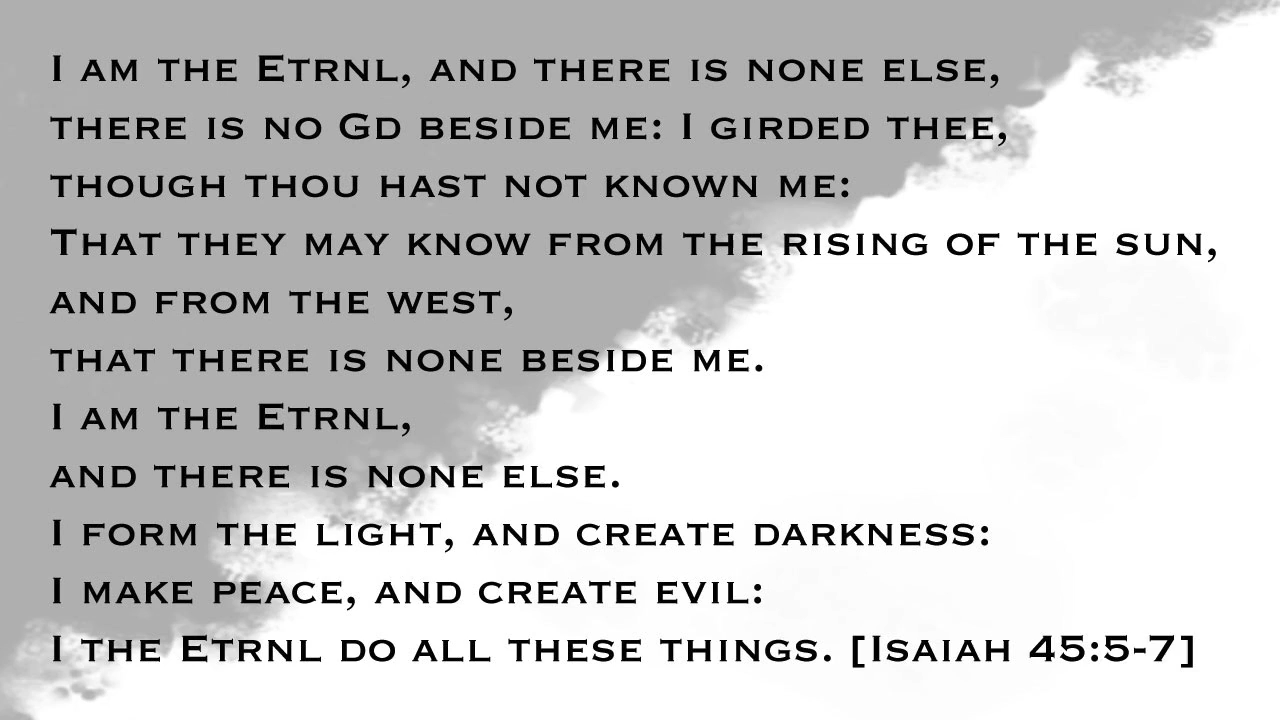 I am the Etrnl, and there is none else,
there is no Gd beside me: I girded thee,
though thou hast not known me:
That they may know from the rising of the sun,
and from the west,
that there is none beside me.
I am the Etrnl,
and there is none else.
I form the light, and create darkness:
I make peace, and create evil:
I the Etrnl do all these things. [Isaiah 45:5-7]